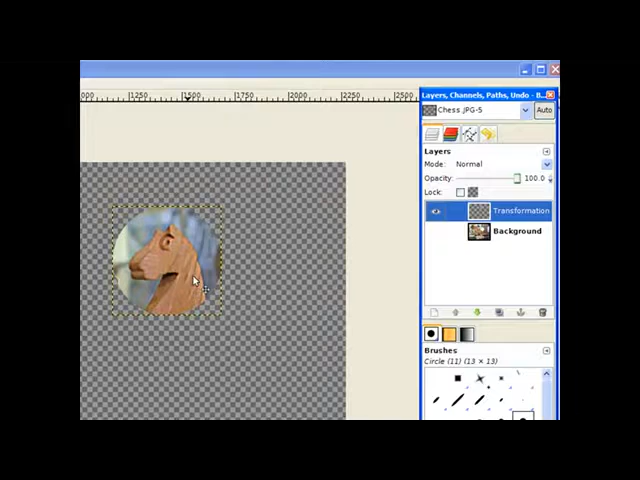 1250
1500
1750
2000
2250
2500
Layers, Channels, Paths, Undo - B...
Chess.JPG-5
Auto
Layers
Mode: Normal
Opacity: 100.0
Lock:
Transformation
Background
Brushes
Circle (11) (13 × 13)